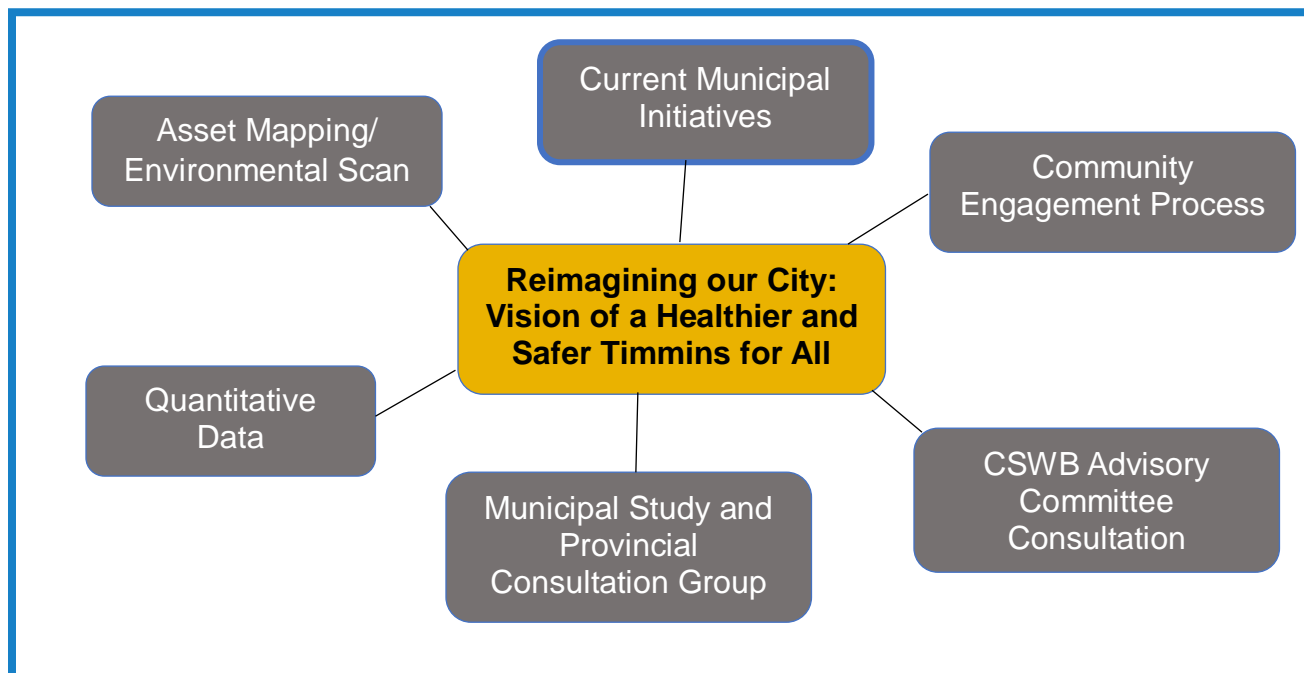 Current Municipal
Initiatives
Asset Mapping/
Environmental Scan
Community
Engagement Process
Reimagining our City:
Vision of a Healthier and
Safer Timmins for All
Quantitative
Data
CSWB Advisory
Committee
Consultation
Municipal Study and
Provincial
Consultation Group